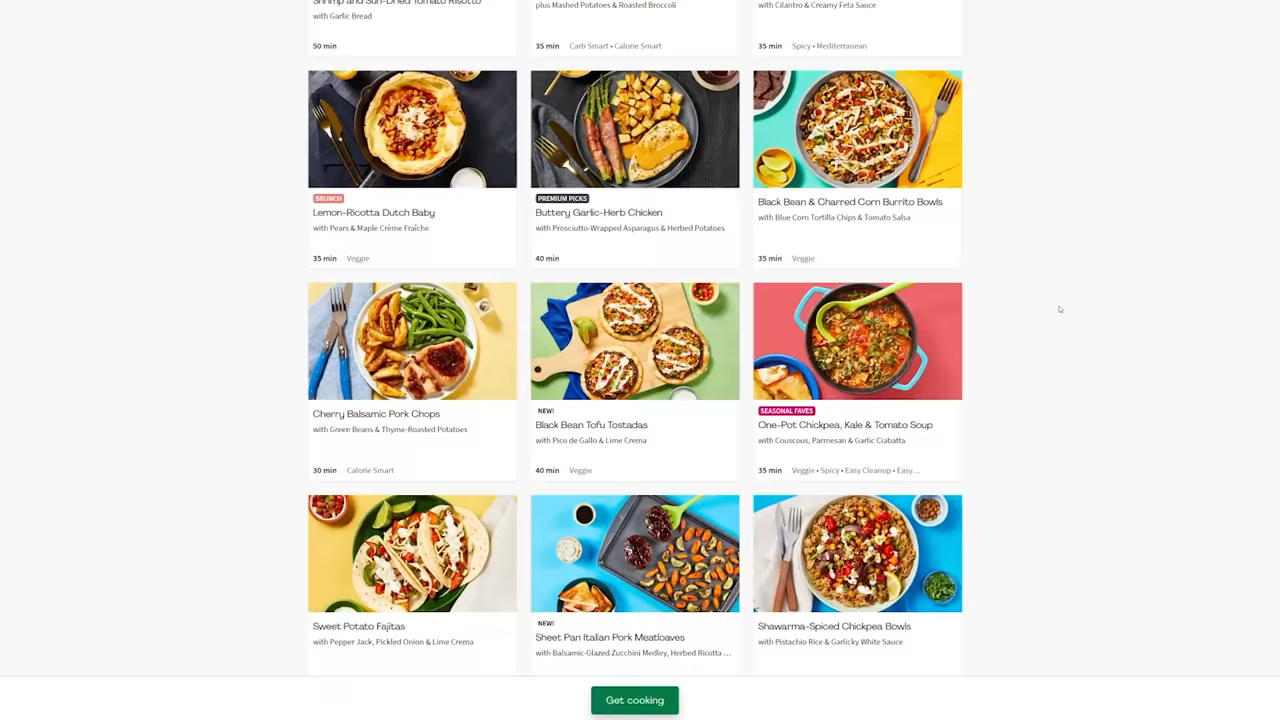 Shrimp and Sun-Dried Tomato Risotto
with Garlic Bread
50 min
plus Mashed Potatoes & Roasted Broccoli
35 min Carb Smart • Calorie Smart
with Cilantro & Creamy Feta Sauce
35 min Spicy • Mediterranean
BRUNCH
Lemon-Ricotta Dutch Baby
with Pears & Maple Crème Fraîche
35 min Veggie
PREMIUM PICKS
Buttery Garlic-Herb Chicken
with Prosciutto-Wrapped Asparagus & Herbed Potatoes
40 min
Black Bean & Charred Corn Burrito Bowls
with Blue Corn Tortilla Chips & Tomato Salsa
35 min Veggie
Cherry Balsamic Pork Chops
with Green Beans & Thyme-Roasted Potatoes
30 min Calorie Smart
NEW!
Black Bean Tofu Tostadas
with Pico de Gallo & Lime Crema
40 min Veggie
SEASONAL FAVES
One-Pot Chickpea, Kale & Tomato Soup
with Couscous, Parmesan & Garlic Ciabatta
35 min Veggie • Spicy • Easy Cleanup • Easy...
Sweet Potato Fajitas
with Pepper Jack, Pickled Onion & Lime Crema
NEW!
Sheet Pan Italian Pork Meatloaves
with Balsamic-Glazed Zucchini Medley, Herbed Ricotta ...
Shawarma-Spiced Chickpea Bowls
with Pistachio Rice & Garlicky White Sauce
Get cooking